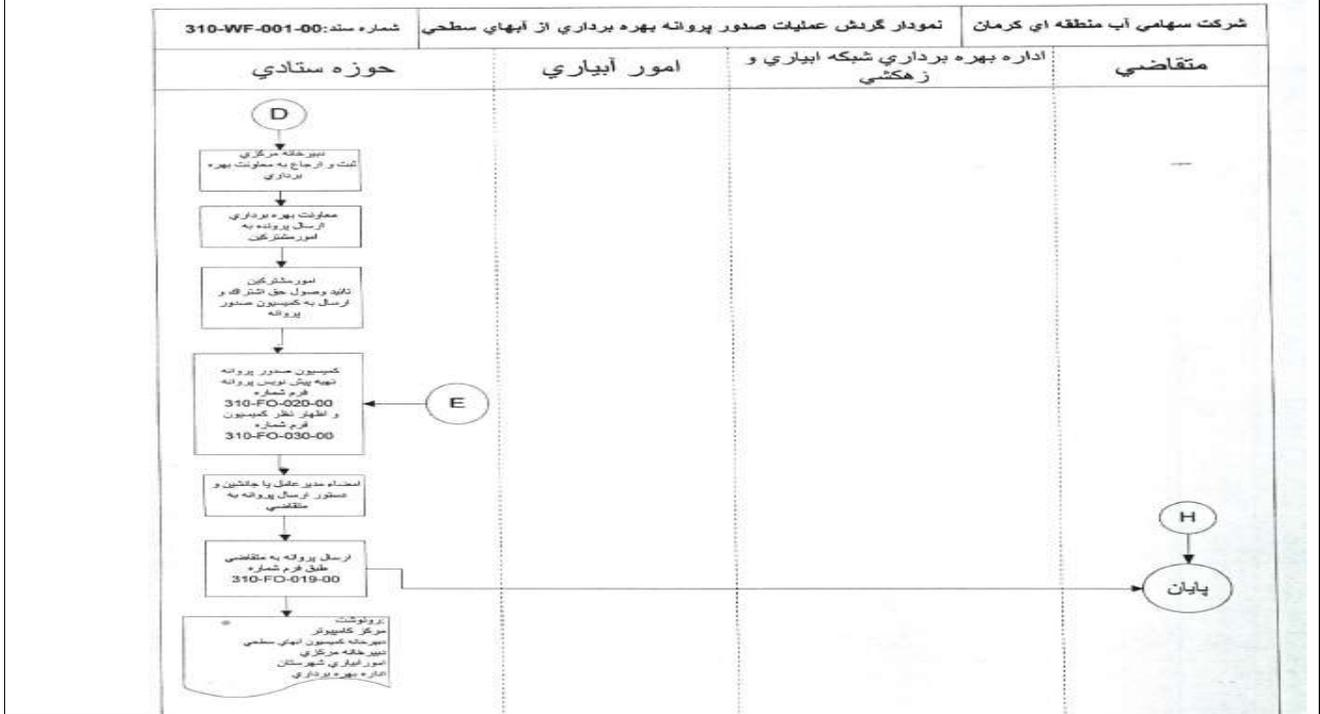 شركت سهامي آب منطقه اي كرمان
نمودار گردش عمليات صدور پروانه بهره برداري از آبهاي سطحي
شماره سند:310-WF-001-00
متقاضي
اداره بهره برداري شبكه ابياري و
زهكشي
امور آبياري
حوزه ستادي
D
دبيرخانه مركزي
ثبت و ارجاع به معاونت بهره
برداري
معاونت بهره برداري
ارسال پرونده به
امورمشتركين
امورمشتركين
تائيد وصول حق اشتراك و
ارسال به كميسيون صدور
پروانه
كميسيون صدور پروانه
تهيه پيش نويس پروانه
فرم شماره
310-FO-020-00
و اظهار نظر كميسيون
فرم شماره
310-FO-030-00
E
امضاء مدير عامل يا جانشين و
دستور ارسال پروانه به
متقاضي
H
ارسال پروانه به متقاضي
طبق فرم شماره
310-FO-019-00
پايان
رونوشت:
مركز كامپيوتر
دبيرخانه كميسيون ابهاي سطحي
دبيرخانه مركزي
امورابياري شهرستان
اداره بهره برداري